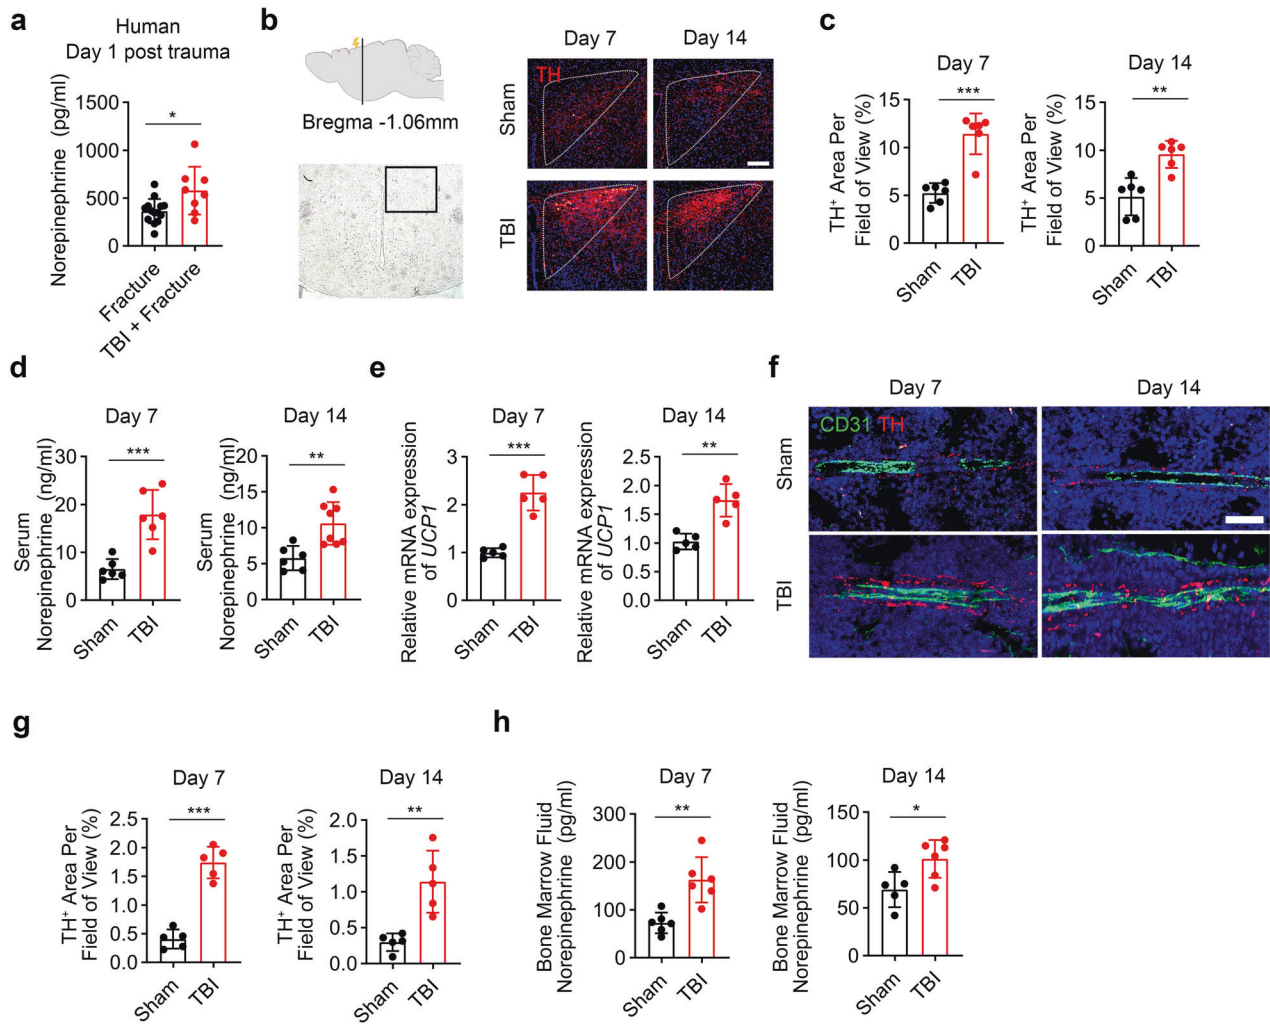 a
Human
Day 1 post trauma
Norepinephrine (pg/ml)
1500
1000
500
0
*
Fracture
TBI + Fracture
b
Bregma -1.06mm
Day 7
Day 14
Sham
TBI
TH
c
Day 7
TH⁺ Area Per
Field of View (%)
15
10
5
0
***
Sham
TBI
Day 14
TH⁺ Area Per
Field of View (%)
15
10
5
0
**
Sham
TBI
d
Day 7
Serum
Norepinephrine (ng/ml)
30
20
10
0
***
Sham
TBI
Day 14
Serum
Norepinephrine (ng/ml)
20
15
10
5
0
**
Sham
TBI
e
Day 7
Relative mRNA expression
of UCP1
3
2
1
0
***
Sham
TBI
Day 14
Relative mRNA expression
of UCP1
2.5
2.0
1.5
1.0
0.5
0.0
**
Sham
TBI
f
Day 7
Day 14
Sham
TBI
CD31 TH
g
Day 7
TH⁺ Area Per
Field of View (%)
2.5
2.0
1.5
1.0
0.5
0.0
***
Sham
TBI
Day 14
TH⁺ Area Per
Field of View (%)
2.0
1.5
1.0
0.5
0.0
**
Sham
TBI
h
Day 7
Bone Marrow Fluid
Norepinephrine (pg/ml)
300
200
100
0
**
Sham
TBI
Day 14
Bone Marrow Fluid
Norepinephrine (pg/ml)
150
100
50
0
*
Sham
TBI